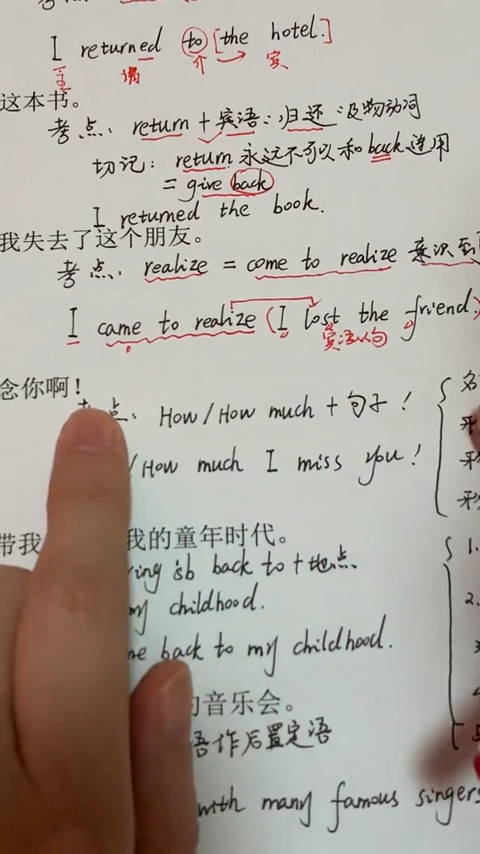 I returned to [the hotel.]
主 谓 介 宾
这本书。
考点: return + 宾语: 归还 及物动词
切记: return 永远不可以和 back 连用
= give back
I returned the book.
我失去了这个朋友。
考点: realize = come to realize 意识到
I came to realize (I lost the friend)
宾语从句
念你啊!
考点: How / How much + 句子!
/ How much I miss you!
带我 我的童年时代。
sb back to + 地点
my childhood.
back to my childhood.
音乐会。
语作后置定语
with many famous singers